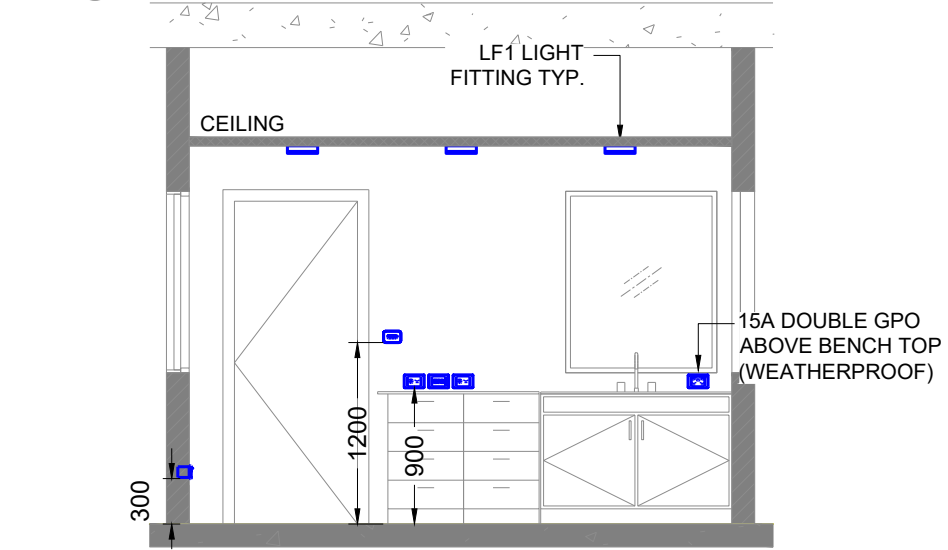 LF1 LIGHT
FITTING TYP.
CEILING
15A DOUBLE GPO
ABOVE BENCH TOP
(WEATHERPROOF)
1200
900
300